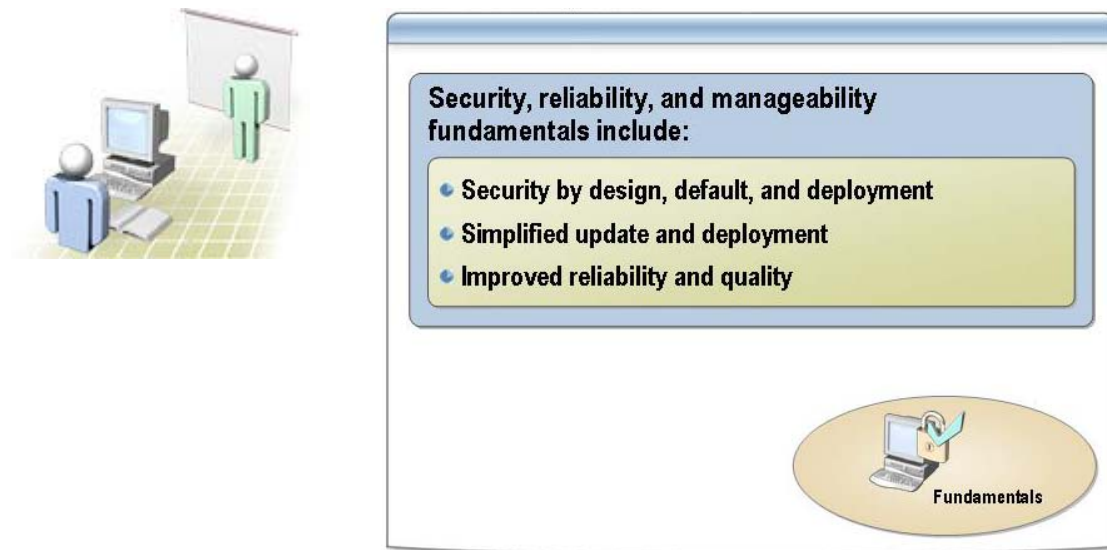 Security, reliability, and manageability
fundamentals include:
Security by design, default, and deployment
Simplified update and deployment
Improved reliability and quality
Fundamentals